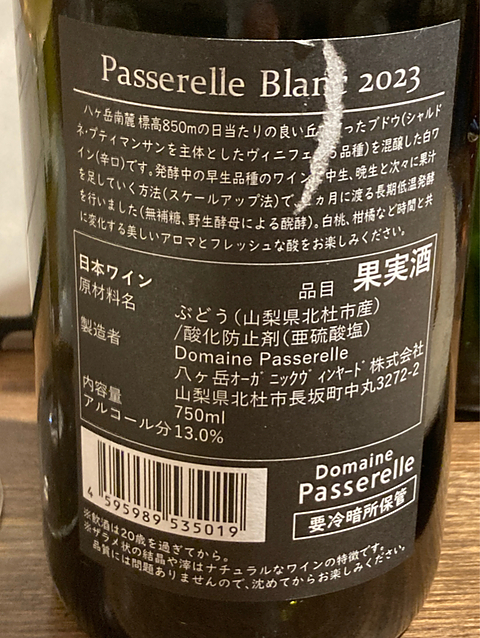 Passerelle Blanc 2023
八ヶ岳南麓 標高850mの日当たりの良い丘 ったブドウ(シャルド
ネ・プティマンサンを主体としたヴィニフェ 品種)を混醸した白ワ
イン(辛口)です。発酵中の早生品種のワイン 中生、晩生と次々に果汁
を足していく方法(スケールアップ法)で ヵ月に渡る長期低温発酵
を行いました(無補糖、野生酵母による醗酵)。白桃、柑橘など時間と共
に変化する美しいアロマとフレッシュな酸をお楽しみください。
日本ワイン 品目 果実酒
原材料名 ぶどう(山梨県北杜市産)
/酸化防止剤(亜硫酸塩)
製造者 Domaine Passerelle
八ヶ岳オーガニックヴィンヤード株式会社
山梨県北杜市長坂町中丸3272-2
内容量 750ml
アルコール分 13.0%
4 595989 535019
Domaine
Passerelle
要冷暗所保管
※飲酒は20歳を過ぎてから。
※ザラメ状の結晶や滓はナチュラルなワインの特徴です。
品質には問題ありませんので、沈めてからお楽しみください。